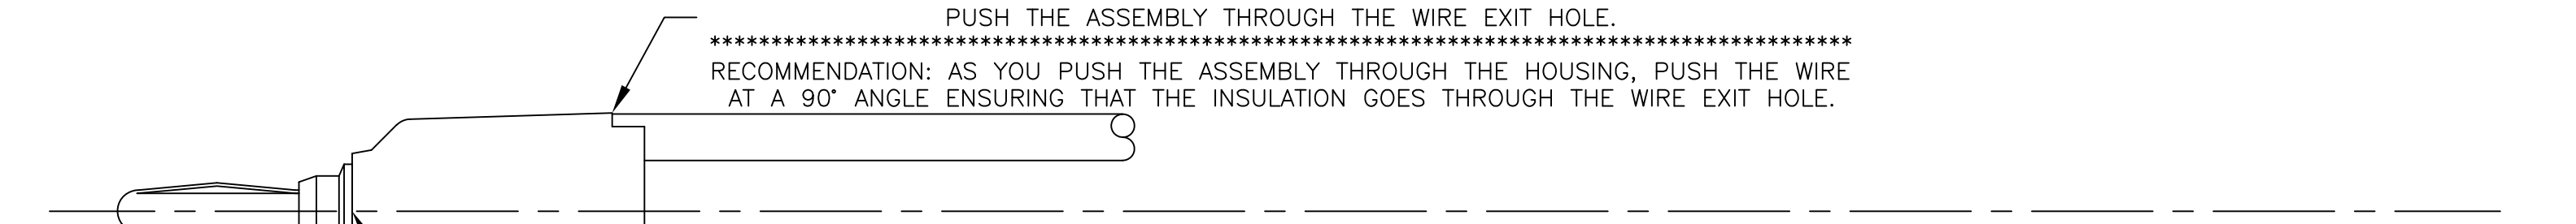 PUSH THE ASSEMBLY THROUGH THE WIRE EXIT HOLE.
*********************************************************************************************
RECOMMENDATION: AS YOU PUSH THE ASSEMBLY THROUGH THE HOUSING, PUSH THE WIRE
AT A 90° ANGLE ENSURING THAT THE INSULATION GOES THROUGH THE WIRE EXIT HOLE.